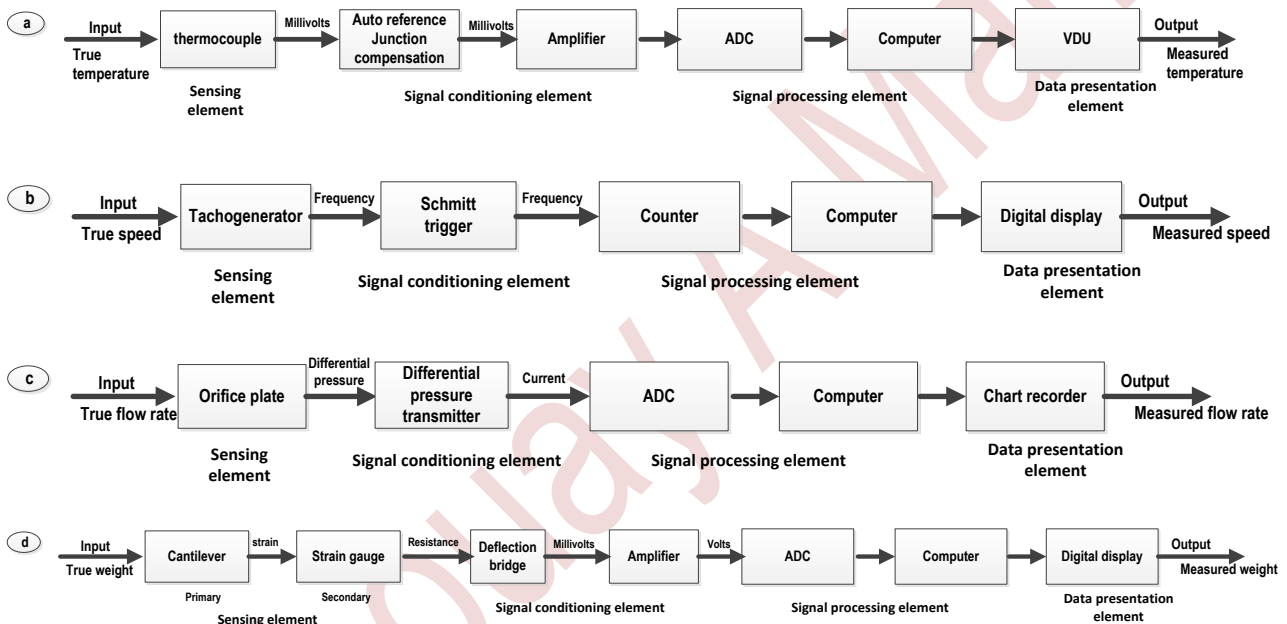 a
Input
True
temperature
thermocouple
Millivolts
Auto reference
Junction
compensation
Millivolts
Amplifier
ADC
Computer
VDU
Output
Measured
temperature
Sensing
element
Signal conditioning element
Signal processing element
Data presentation
element
b
Input
True speed
Tachogenerator
Frequency
Schmitt
trigger
Frequency
Counter
Computer
Digital display
Output
Measured speed
Sensing
element
Signal conditioning element
Signal processing element
Data presentation
element
c
Input
True flow rate
Orifice plate
Differential
pressure
Differential
pressure
transmitter
Current
ADC
Computer
Chart recorder
Output
Measured flow rate
Sensing
element
Signal conditioning element
Signal processing element
Data presentation
element
d
Input
True weight
Cantilever
strain
Strain gauge
Resistance
Deflection
bridge
Millivolts
Amplifier
Volts
ADC
Computer
Digital display
Output
Measured weight
Primary
Secondary
Sensing element
Signal conditioning element
Signal processing element
Data presentation
element